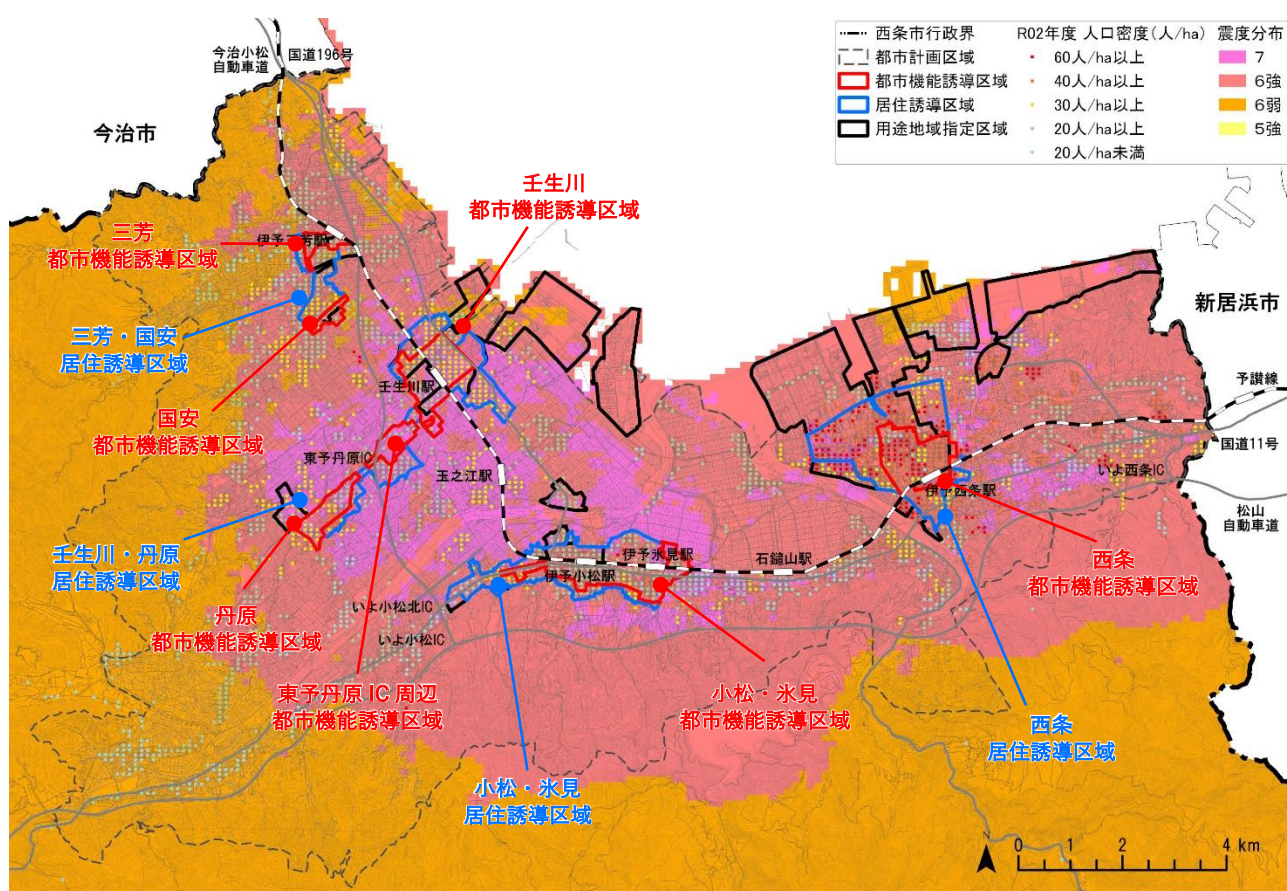 西条市行政界
都市計画区域
都市機能誘導区域
居住誘導区域
用途地域指定区域
R02年度 人口密度(人/ha)
60人/ha以上
40人/ha以上
30人/ha以上
20人/ha以上
20人/ha未満
震度分布
7
6強
6弱
5強
今治小松
自動車道
国道196号
今治市
壬生川
都市機能誘導区域
三芳
都市機能誘導区域
伊予三芳駅
新居浜市
三芳・国安
居住誘導区域
国安
都市機能誘導区域
壬生川駅
予讃線
国道11号
東予丹原IC
玉之江駅
いよ西条IC
伊予西条駅
松山
自動車道
壬生川・丹原
居住誘導区域
伊予氷見駅
石鎚山駅
伊予小松駅
西条
都市機能誘導区域
丹原
都市機能誘導区域
いよ小松北IC
いよ小松IC
東予丹原IC周辺
都市機能誘導区域
小松・氷見
都市機能誘導区域
西条
居住誘導区域
小松・氷見
居住誘導区域
N
0 1 2 4 km